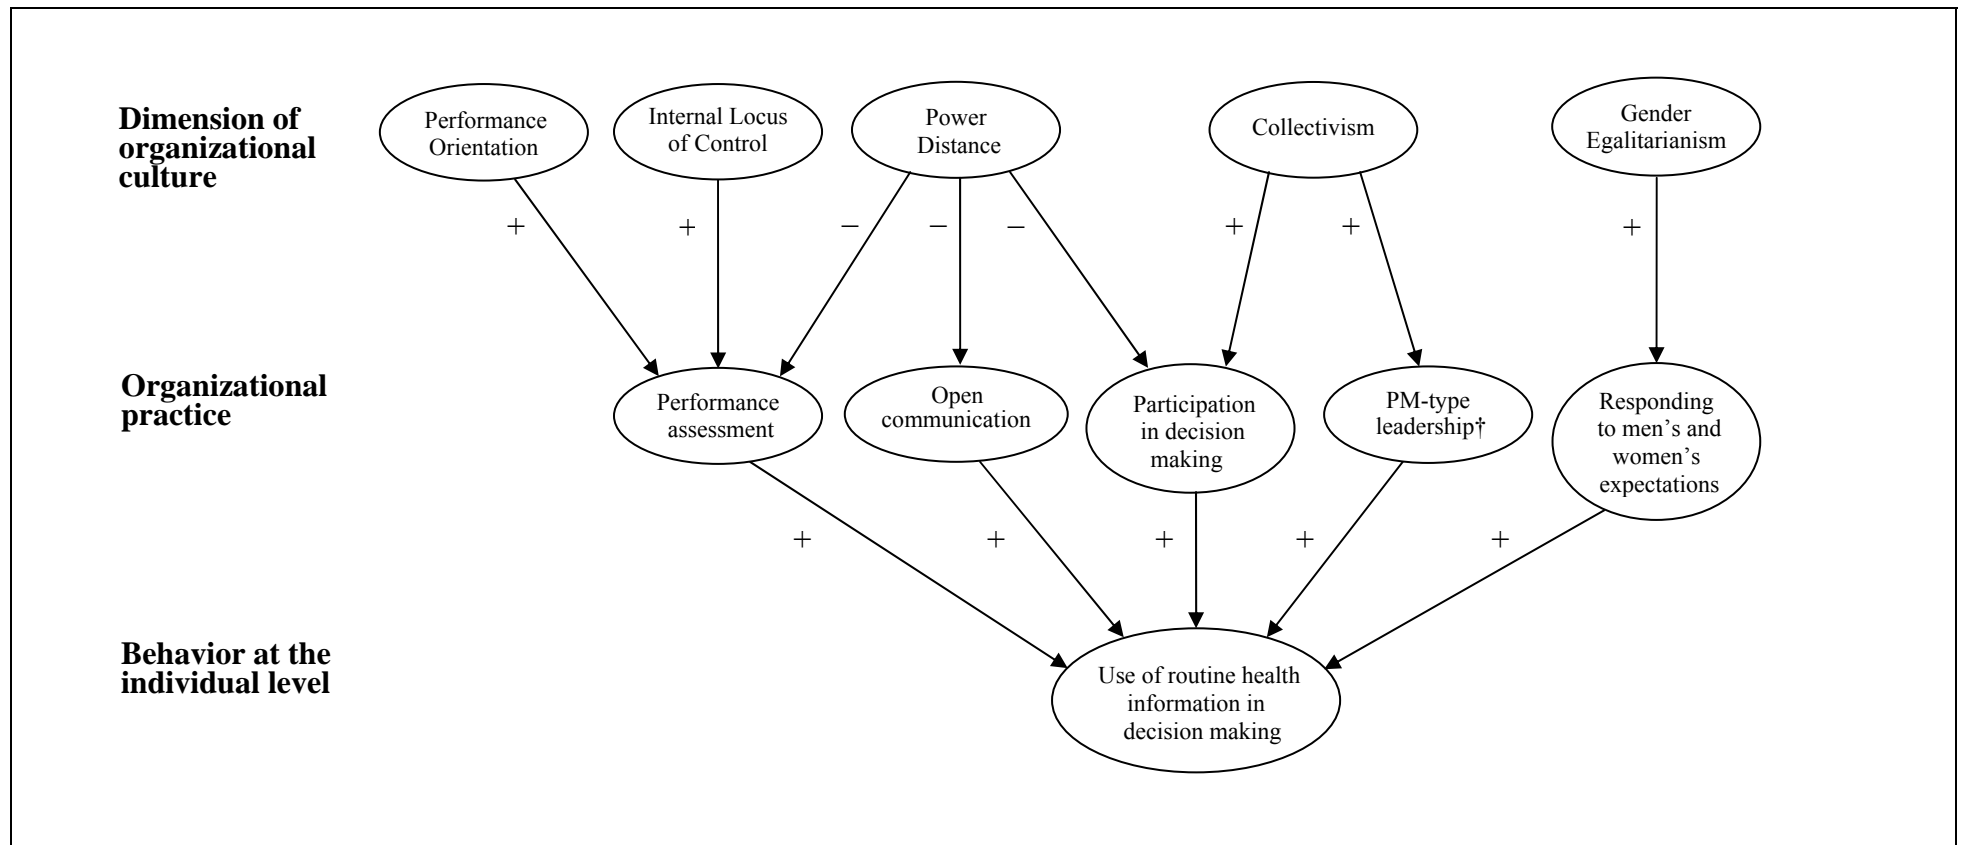 Dimension of
organizational
culture
Performance
Orientation
Internal Locus
of Control
Power
Distance
Collectivism
Gender
Egalitarianism
+
+
–
–
–
+
+
+
Organizational
practice
Performance
assessment
Open
communication
Participation
in decision
making
PM-type
leadership†
Responding
to men’s and
women’s
expectations
+
+
+
+
+
Behavior at the
individual level
Use of routine health
information in
decision making